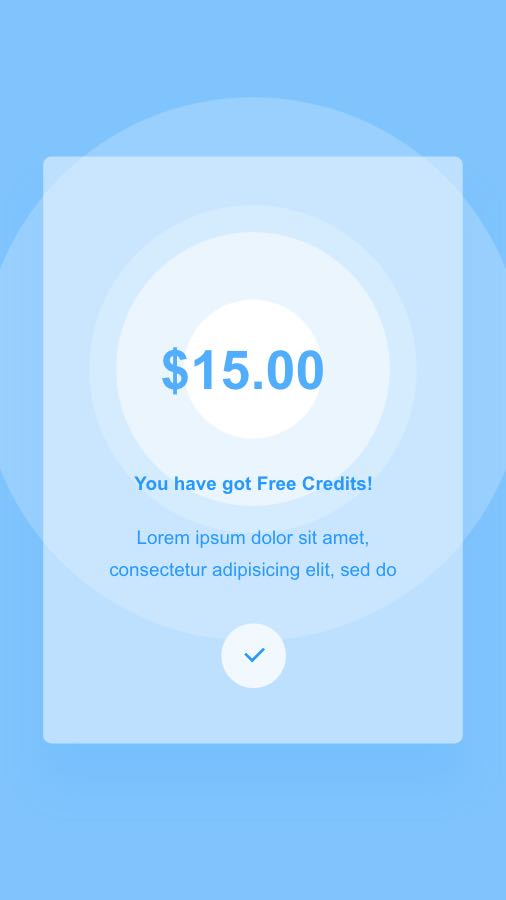 $15.00
You have got Free Credits!
Lorem ipsum dolor sit amet,
consectetur adipisicing elit, sed do